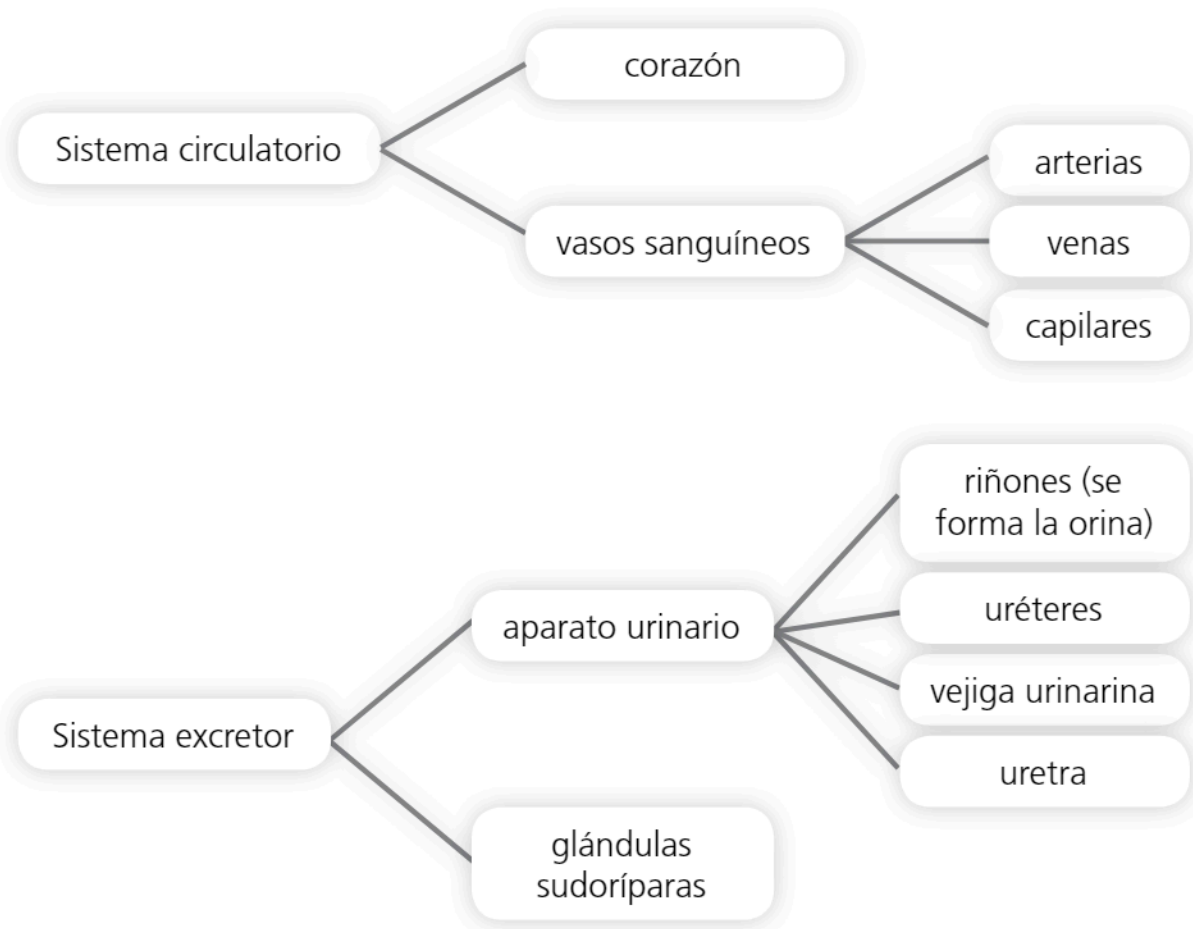 corazón
Sistema circulatorio
arterias
vasos sanguíneos
venas
capilares
riñones (se
forma la orina)
uréteres
aparato urinario
vejiga urinarina
Sistema excretor
uretra
glándulas
sudoríparas